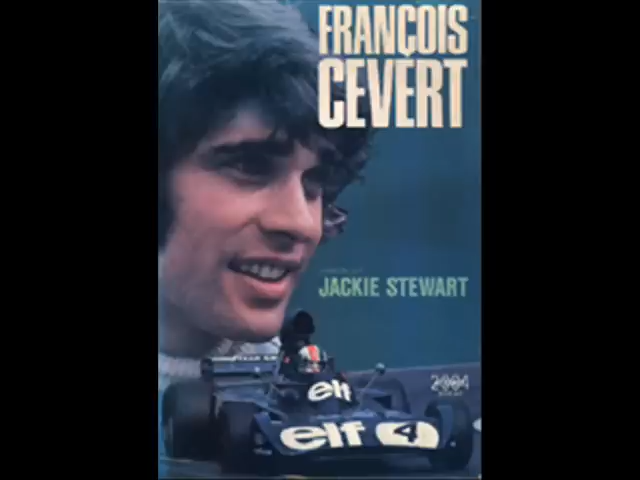 FRANÇOIS
CEVERT
JACKIE STEWART
2004
elf
elf 4